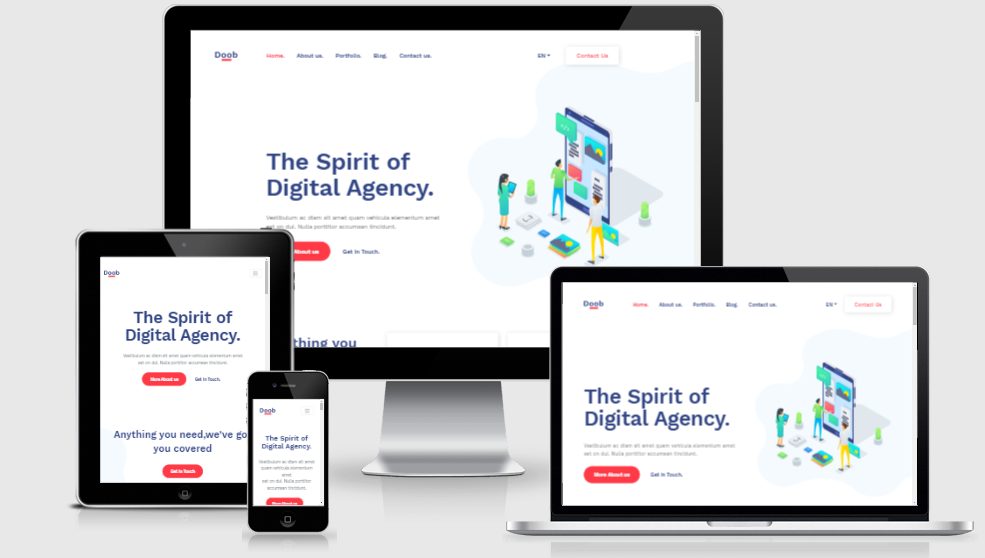 Doob
Home. About us. Portfolio. Blog. Contact us.
EN
Contact Us
The Spirit of
Digital Agency.
Vestibulum ac diam sit amet quam vehicula elementum amet
est on dui. Nulla porttitor accumsan tincidunt.
About us
Get In Touch.
thing you
Doob
The Spirit of
Digital Agency.
Vestibulum ac diam sit amet quam vehicula elementum amet
est on dui. Nulla porttitor accumsan tincidunt.
More About us
Get In Touch.
Anything you need,we've go
you covered
Get In Touch
Doob
The Spirit of
Digital Agency.
Vestibulum ac diam sit amet
quam vehicula elementum
amet
est on dui. Nulla porttitor
accumsan tincidunt.
More About us
Doob
Home. About us. Portfolio. Blog. Contact us.
EN
Contact Us
The Spirit of
Digital Agency.
Vestibulum ac diam sit amet quam vehicula elementum amet
est on dui. Nulla porttitor accumsan tincidunt.
More About us
Get In Touch.